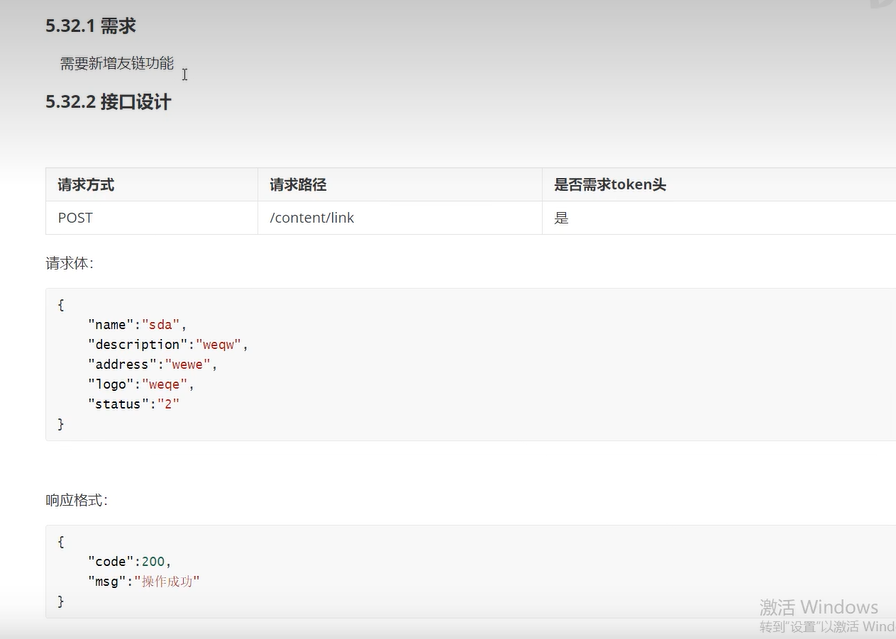 5.32.1 需求
需要新增友链功能
5.32.2 接口设计
请求方式 请求路径 是否需求token头
POST /content/link 是
请求体:
{
"name":"sda",
"description":"weqw",
"address":"wewe",
"logo":"weqe",
"status":"2"
}
响应格式:
{
"code":200,
"msg":"操作成功"
}
激活 Windows
转到"设置"以激活 Wind